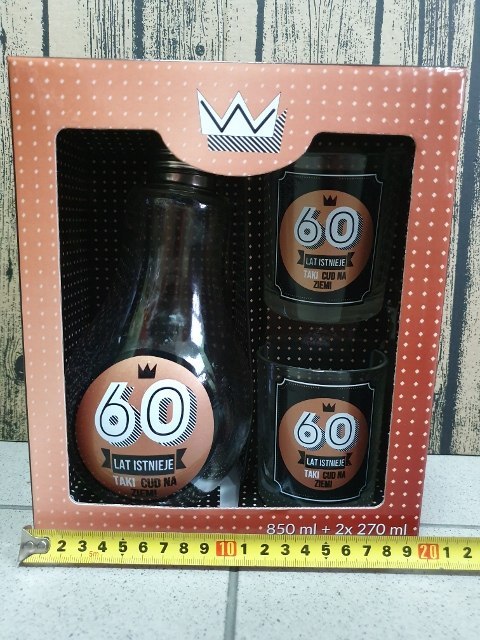 60
LAT ISTNIEJE
TAKI CUD NA
ZIEMI
60
LAT ISTNIEJE
TAKI CUD NA
ZIEMI
60
LAT ISTNIEJE
TAKI CUD NA
ZIEMI
850 ml + 2x 270 ml
2 3 4 5 6 7 8 9 10 1 2 3 4 5 6 7 8 9 20 1 2
5m